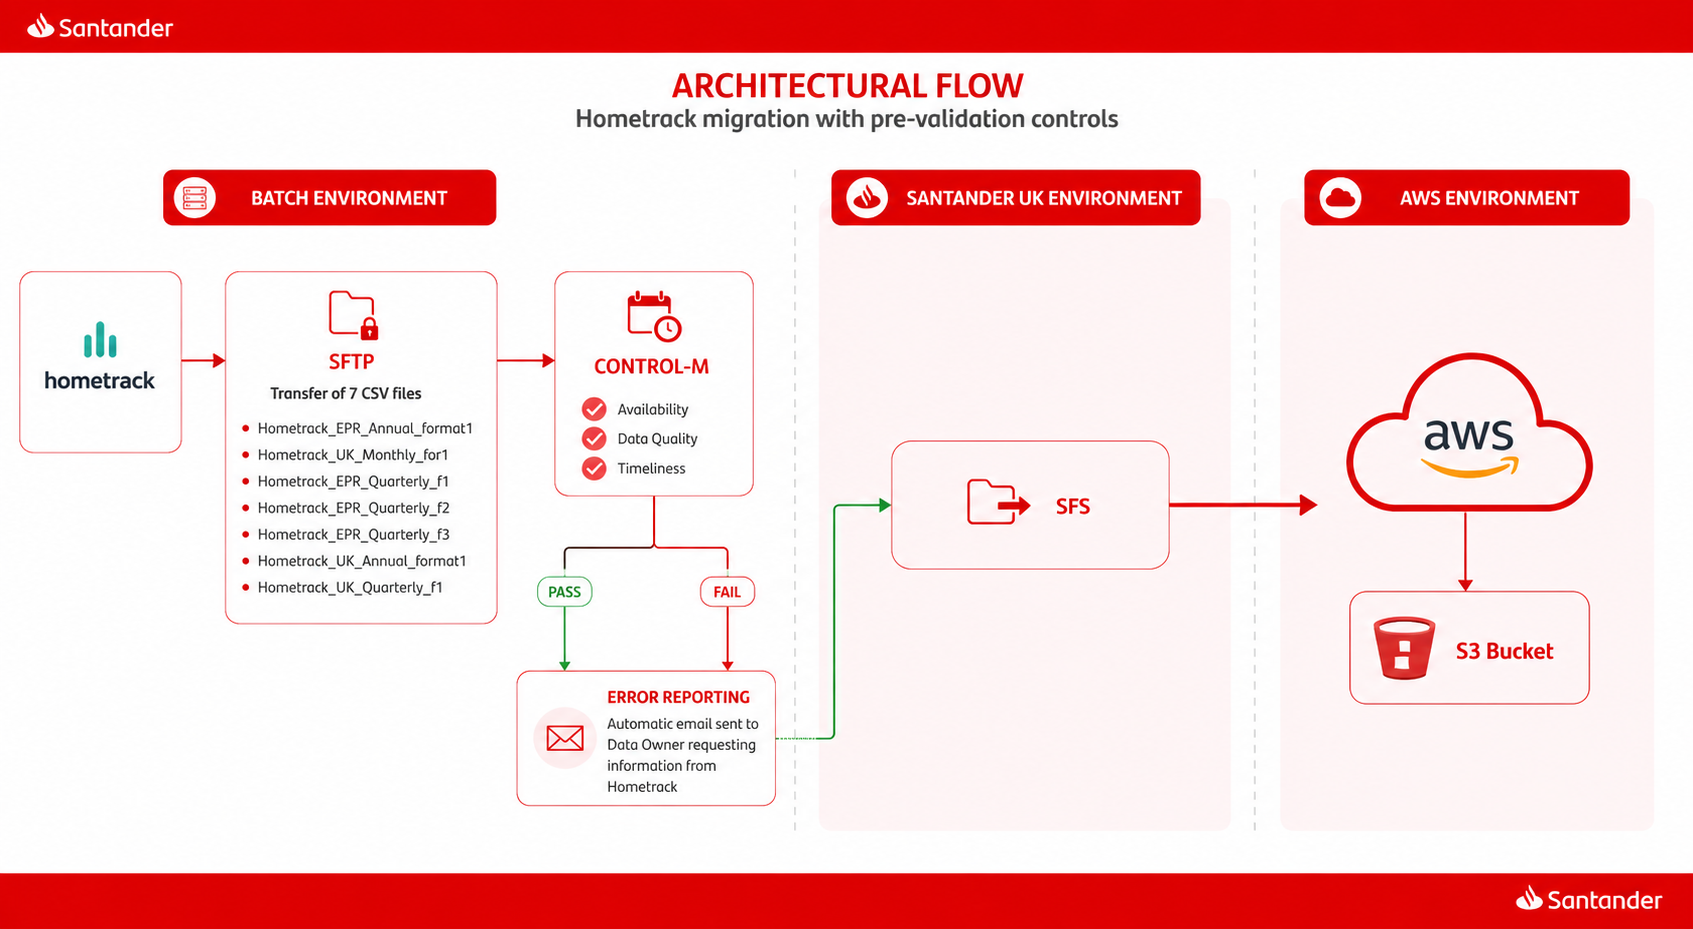 Santander
ARCHITECTURAL FLOW
Hometrack migration with pre-validation controls
BATCH ENVIRONMENT
SANTANDER UK ENVIRONMENT
AWS ENVIRONMENT
hometrack
SFTP
Transfer of 7 CSV files
Hometrack_EPR_Annual_format1
Hometrack_UK_Monthly_for1
Hometrack_EPR_Quarterly_f1
Hometrack_EPR_Quarterly_f2
Hometrack_EPR_Quarterly_f3
Hometrack_UK_Annual_format1
Hometrack_UK_Quarterly_f1
CONTROL-M
Availability
Data Quality
Timeliness
PASS
FAIL
ERROR REPORTING
Automatic email sent to
Data Owner requesting
information from
Hometrack
SFS
aws
S3 Bucket
Santander